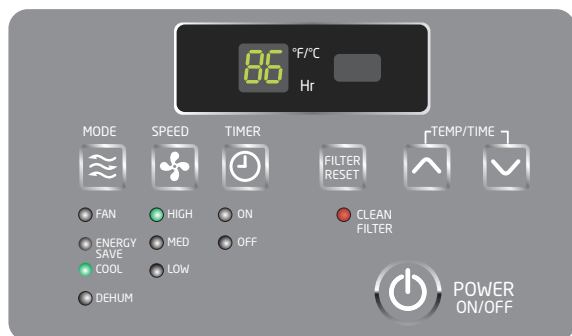 86 °F/°C
Hr
MODE SPEED TIMER TEMP/TIME
FILTER
RESET
FAN HIGH ON CLEAN
FILTER
ENERGY
SAVE MED OFF
COOL LOW
DEHUM
POWER
ON/OFF